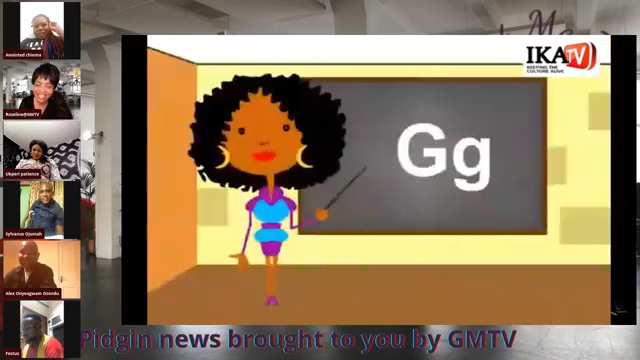 Anointed chioma
Roseline@GMTV
Ukperi patience
Sylvanus Ojumah
Alex Onyeagwam Osondu
Festus
IKA TV
KEEPING THE
CULTURE ALIVE
Gg
Pidgin news brought to you by GMTV